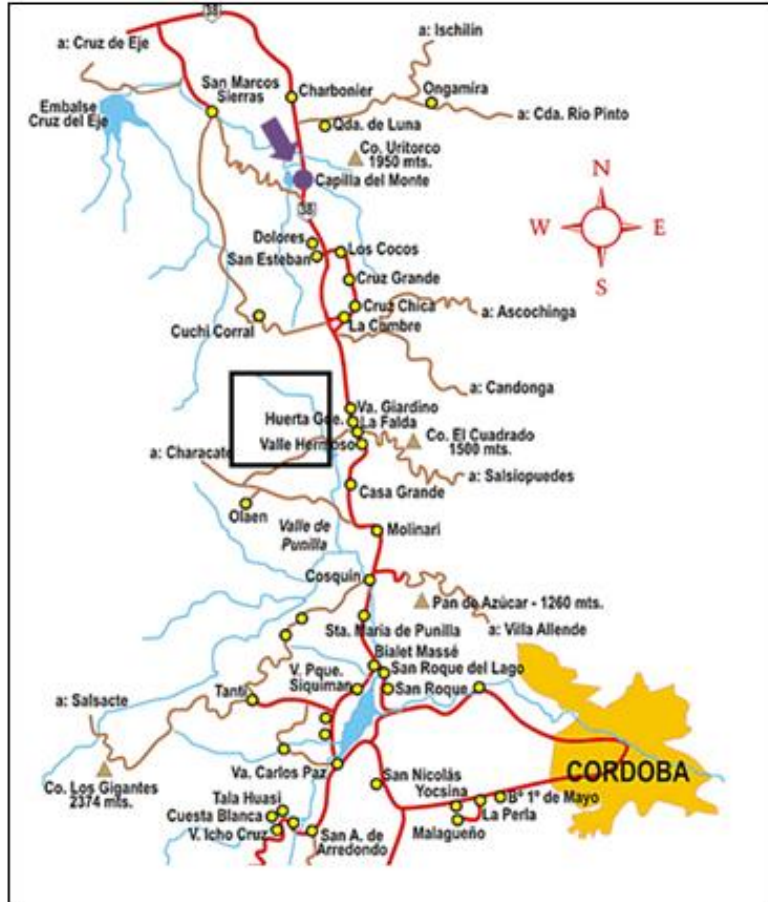 38
a: Cruz de Eje
a: Ischilín
San Marcos
Sierras
Charbonier
Ongamira
Embalse
Cruz del Eje
a: Cda. Río Pinto
Qda. de Luna
Co. Uritorco
1950 mts.
Capilla del Monte
38
N
W
E
S
Dolores
San Esteban
Los Cocos
Cruz Grande
Cruz Chica
a: Ascochinga
La Cumbre
Cuchi Corral
a: Candonga
Va. Giardino
Huerta Gde.
La Falda
Valle Hermoso
Co. El Cuadrado
1500 mts.
a: Characato
a: Salsiopuedes
Casa Grande
Olaen
Valle de
Punilla
Molinari
Cosquín
Pan de Azúcar - 1260 mts.
Sta. María de Punilla
a: Villa Allende
Bialet Massé
V. Pque.
Siquiman
San Roque del Lago
San Roque
Tanti
a: Salsacte
Co. Los Gigantes
2374 mts.
Va. Carlos Paz
CORDOBA
San Nicolás
Yocsina
Bº 1º de Mayo
La Perla
Malagueño
Tala Huasi
Cuesta Blanca
V. Icho Cruz
San A. de
Arredondo